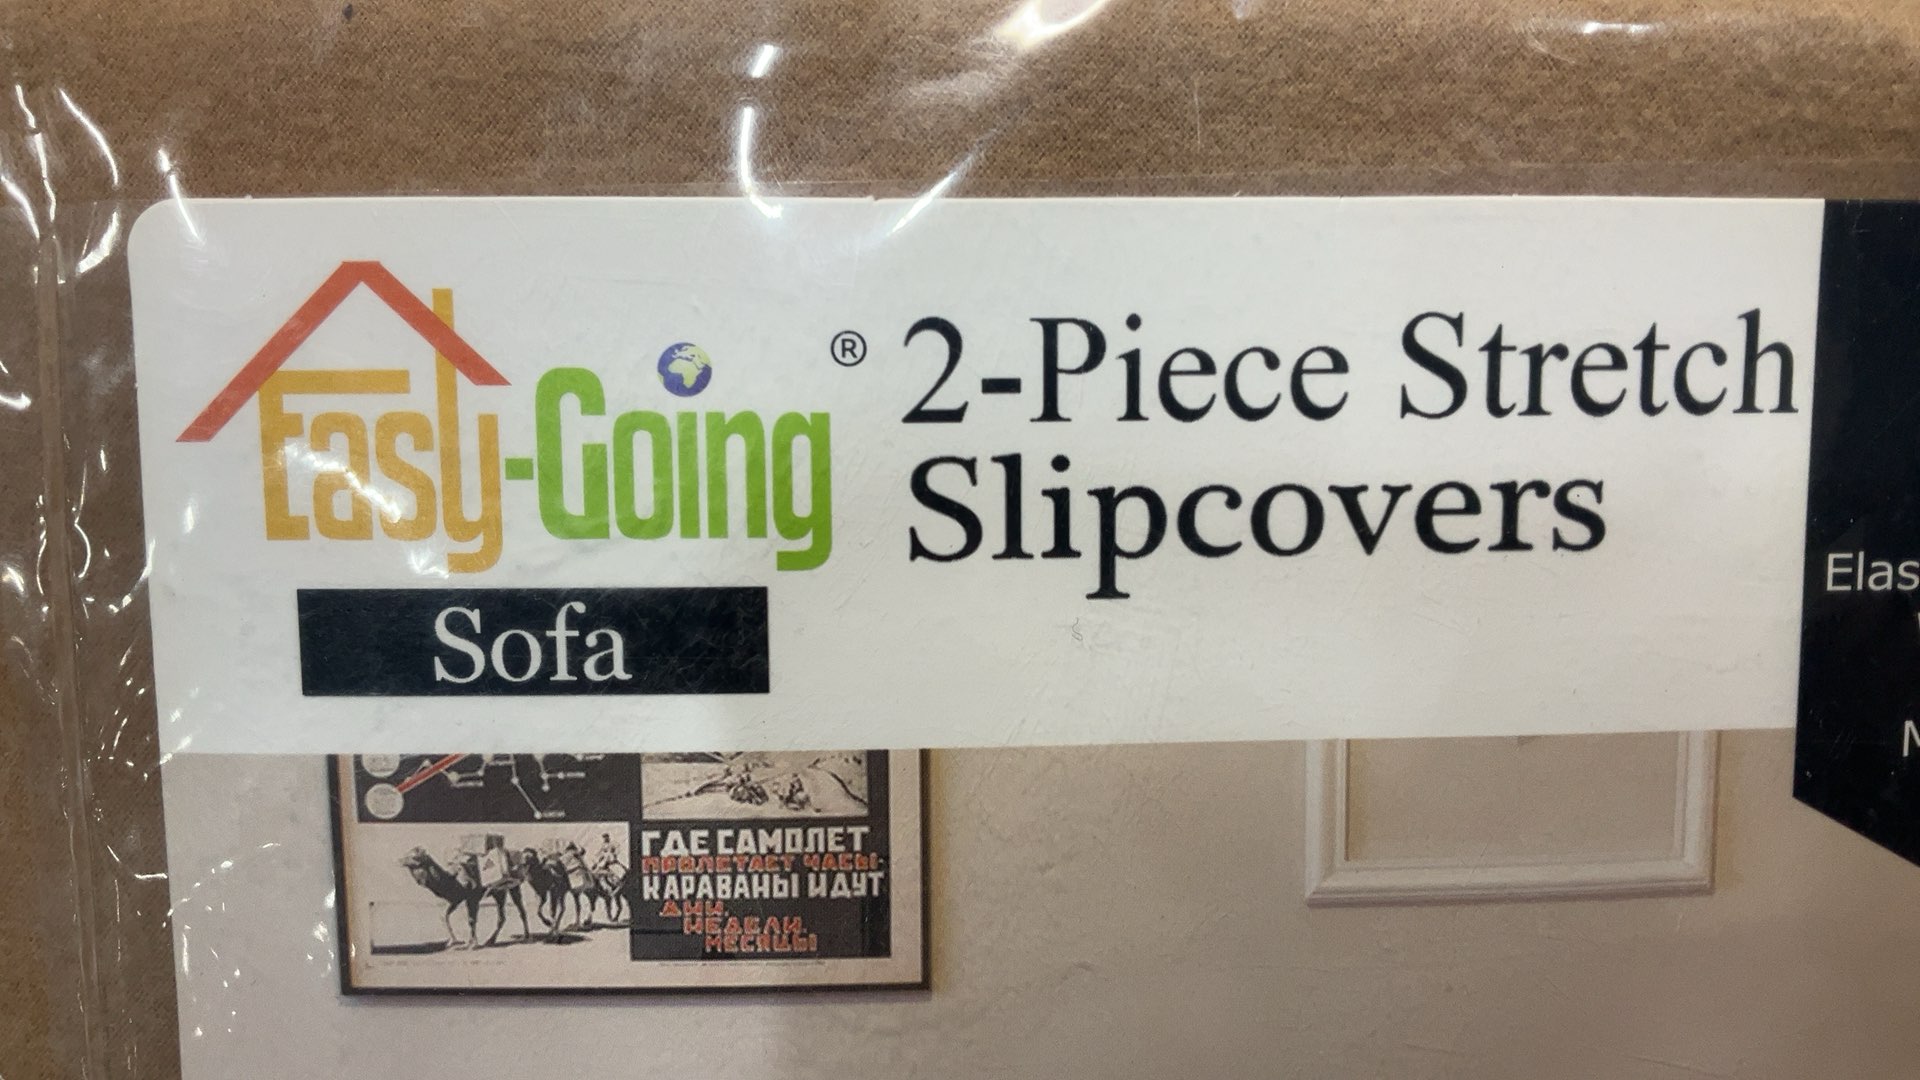 Easy-Going®
2-Piece Stretch
Slipcovers
Sofa
Elas
ГДЕ САМОЛЕТ
ПРОЛЕТАЕТ ЧАСЫ:
КАРАВАНЫ ИДУТ
ДНИ,
НЕДЕЛИ,
МЕСЯЦЫ